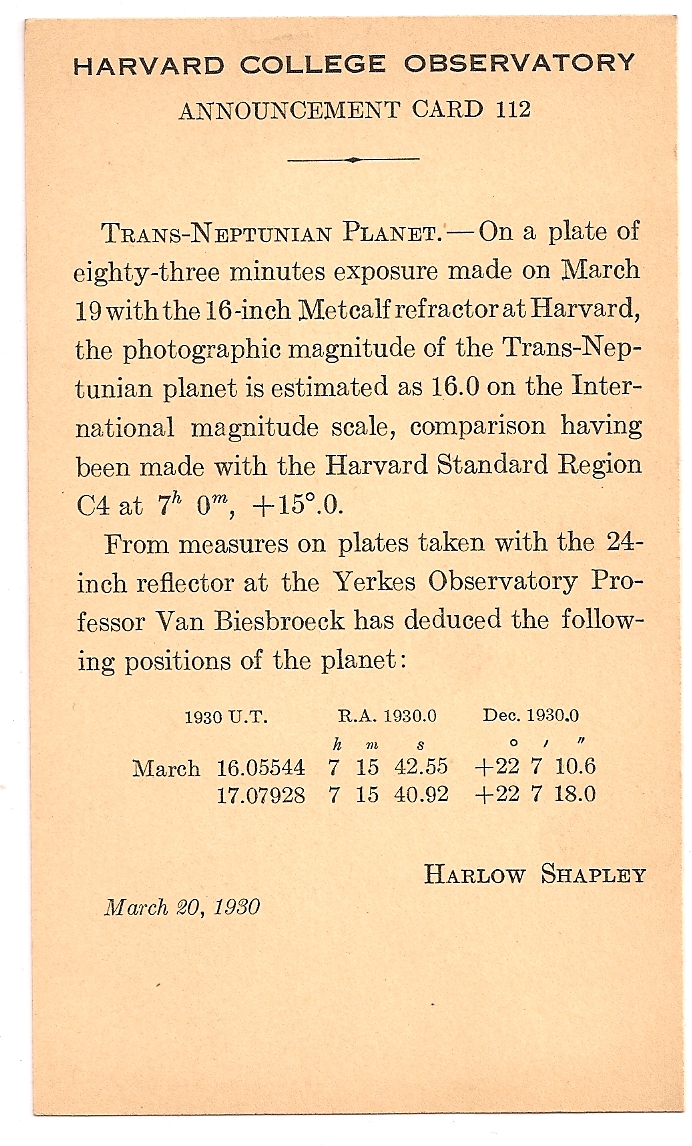 HARVARD COLLEGE OBSERVATORY
ANNOUNCEMENT CARD 112
TRANS-NEPTUNIAN PLANET.—On a plate of
eighty-three minutes exposure made on March
19 with the 16-inch Metcalf refractor at Harvard,
the photographic magnitude of the Trans-Nep-
tunian planet is estimated as 16.0 on the Inter-
national magnitude scale, comparison having
been made with the Harvard Standard Region
C4 at 7ʰ 0ᵐ, +15°.0.
From measures on plates taken with the 24-
inch reflector at the Yerkes Observatory Pro-
fessor Van Biesbroeck has deduced the follow-
ing positions of the planet:
1930 U.T. R.A. 1930.0 Dec. 1930.0
h m s ° ′ ″
March 16.05544 7 15 42.55 +22 7 10.6
17.07928 7 15 40.92 +22 7 18.0
HARLOW SHAPLEY
March 20, 1930